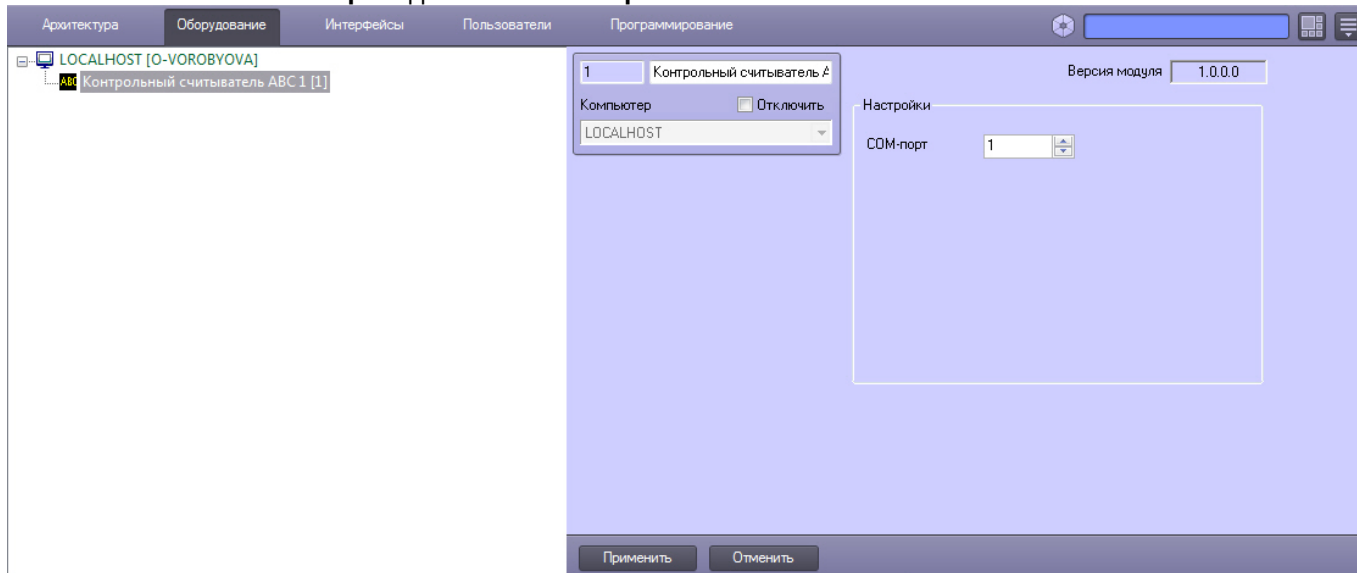 Архитектура Оборудование Интерфейсы Пользователи Программирование
LOCALHOST [O-VOROBYOVA]
ABC Контрольный считыватель ABC 1 [1]
1 Контрольный считыватель A
Версия модуля 1.0.0.0
Компьютер Отключить
LOCALHOST
Настройки
COM-порт 1
Применить Отменить